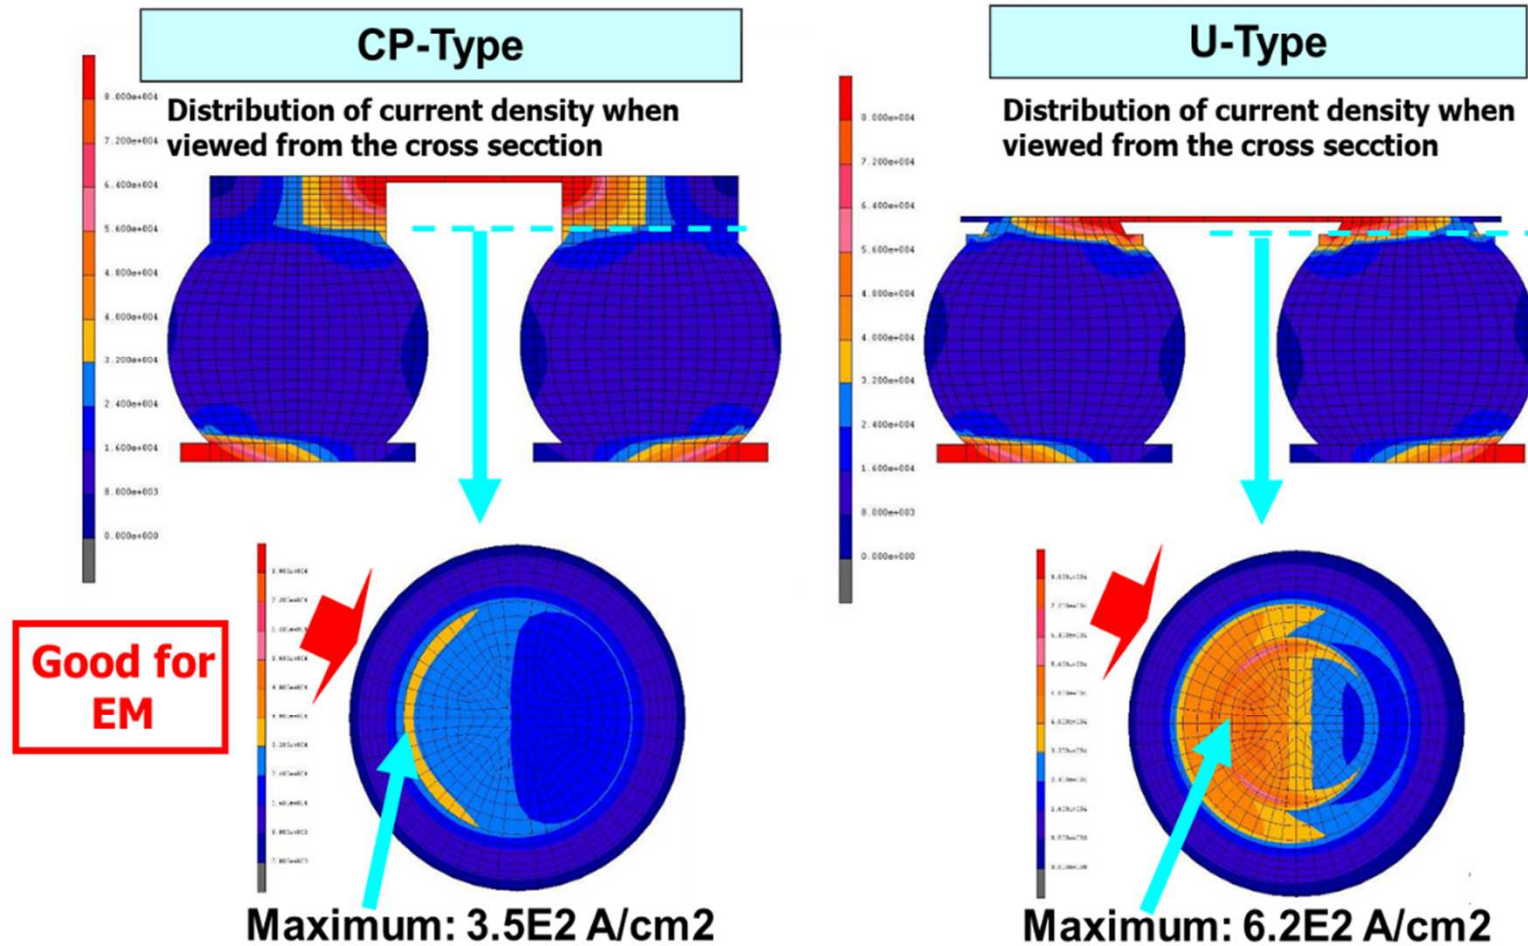 CP-Type
U-Type
Distribution of current density when
viewed from the cross secction
Distribution of current density when
viewed from the cross secction
8.000e+004
7.200e+004
6.400e+004
5.600e+004
4.800e+004
4.000e+004
3.200e+004
2.400e+004
1.600e+004
8.000e+003
0.000e+000
8.000e+004
7.200e+004
6.400e+004
5.600e+004
4.800e+004
4.000e+004
3.200e+004
2.400e+004
1.600e+004
8.000e+003
0.000e+000
Good for
EM
Maximum: 3.5E2 A/cm2
Maximum: 6.2E2 A/cm2